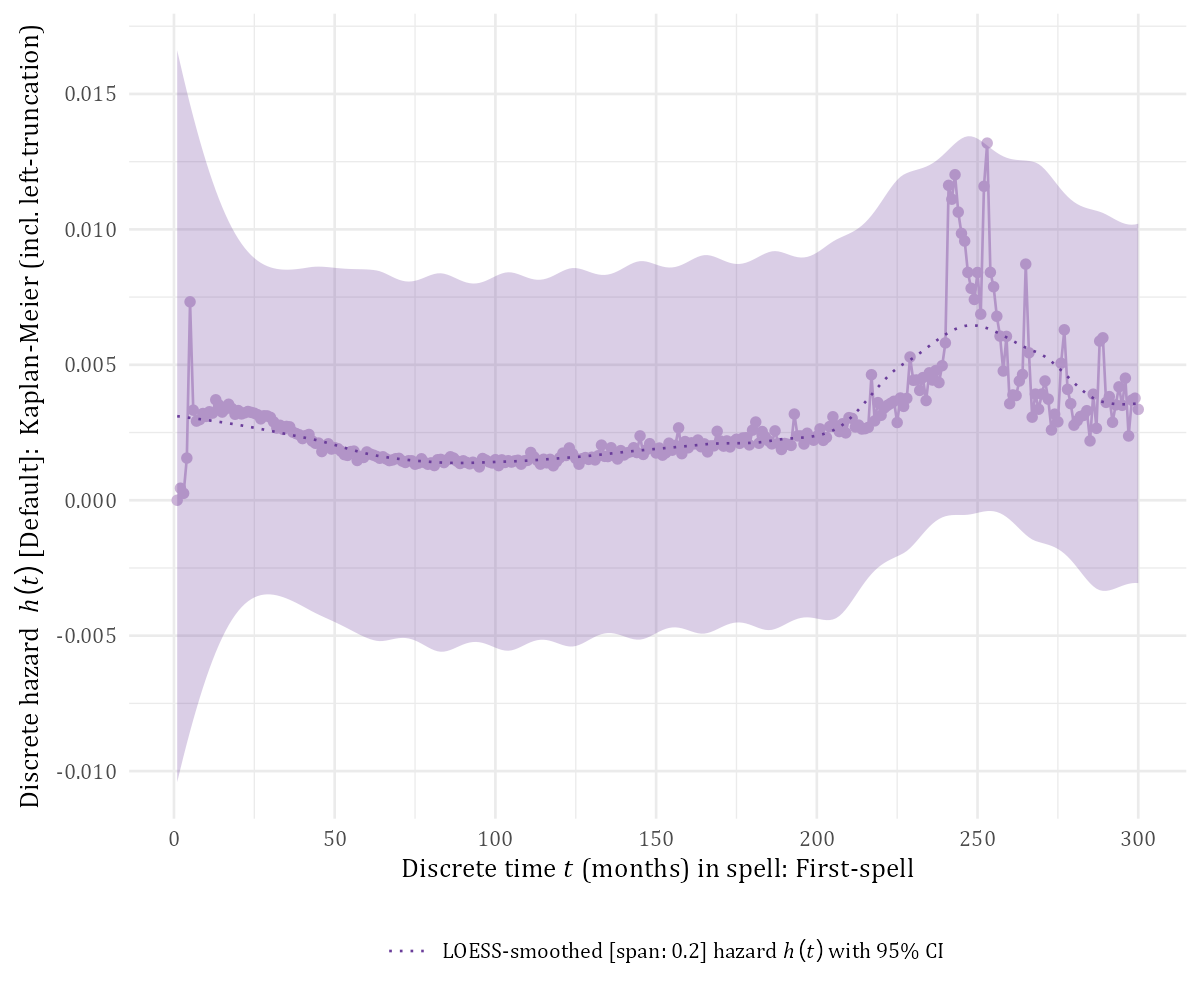 Discrete hazard h(t) [Default]: Kaplan-Meier (incl. left-truncation)
0.015
0.010
0.005
0.000
-0.005
-0.010
0 50 100 150 200 250 300
Discrete time t (months) in spell: First-spell
LOESS-smoothed [span: 0.2] hazard h(t) with 95% CI